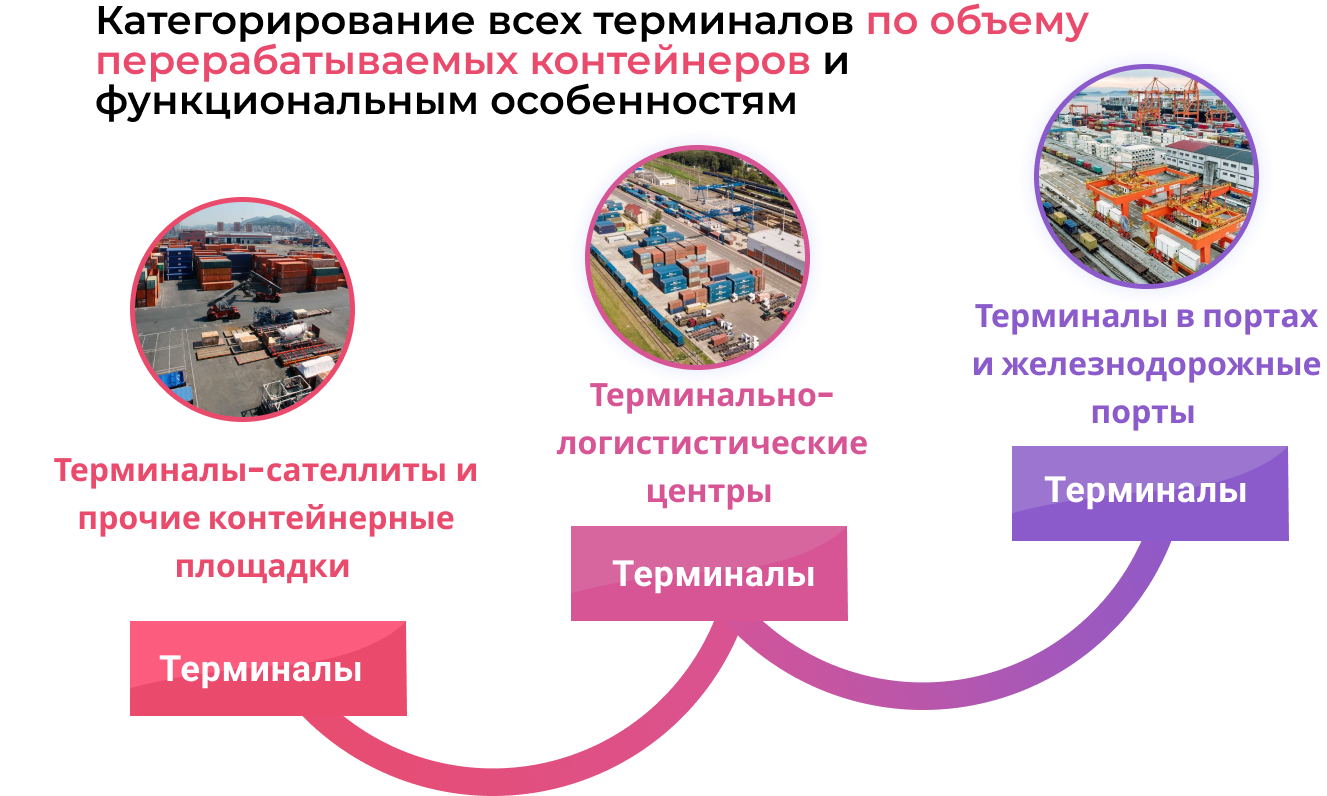 Категорирование всех терминалов по объему
перерабатываемых контейнеров и
функциональным особенностям
Терминалы-сателлиты и
прочие контейнерные
площадки
Терминалы
Терминально-
логистистические
центры
Терминалы
Терминалы в портах
и железнодорожные
порты
Терминалы